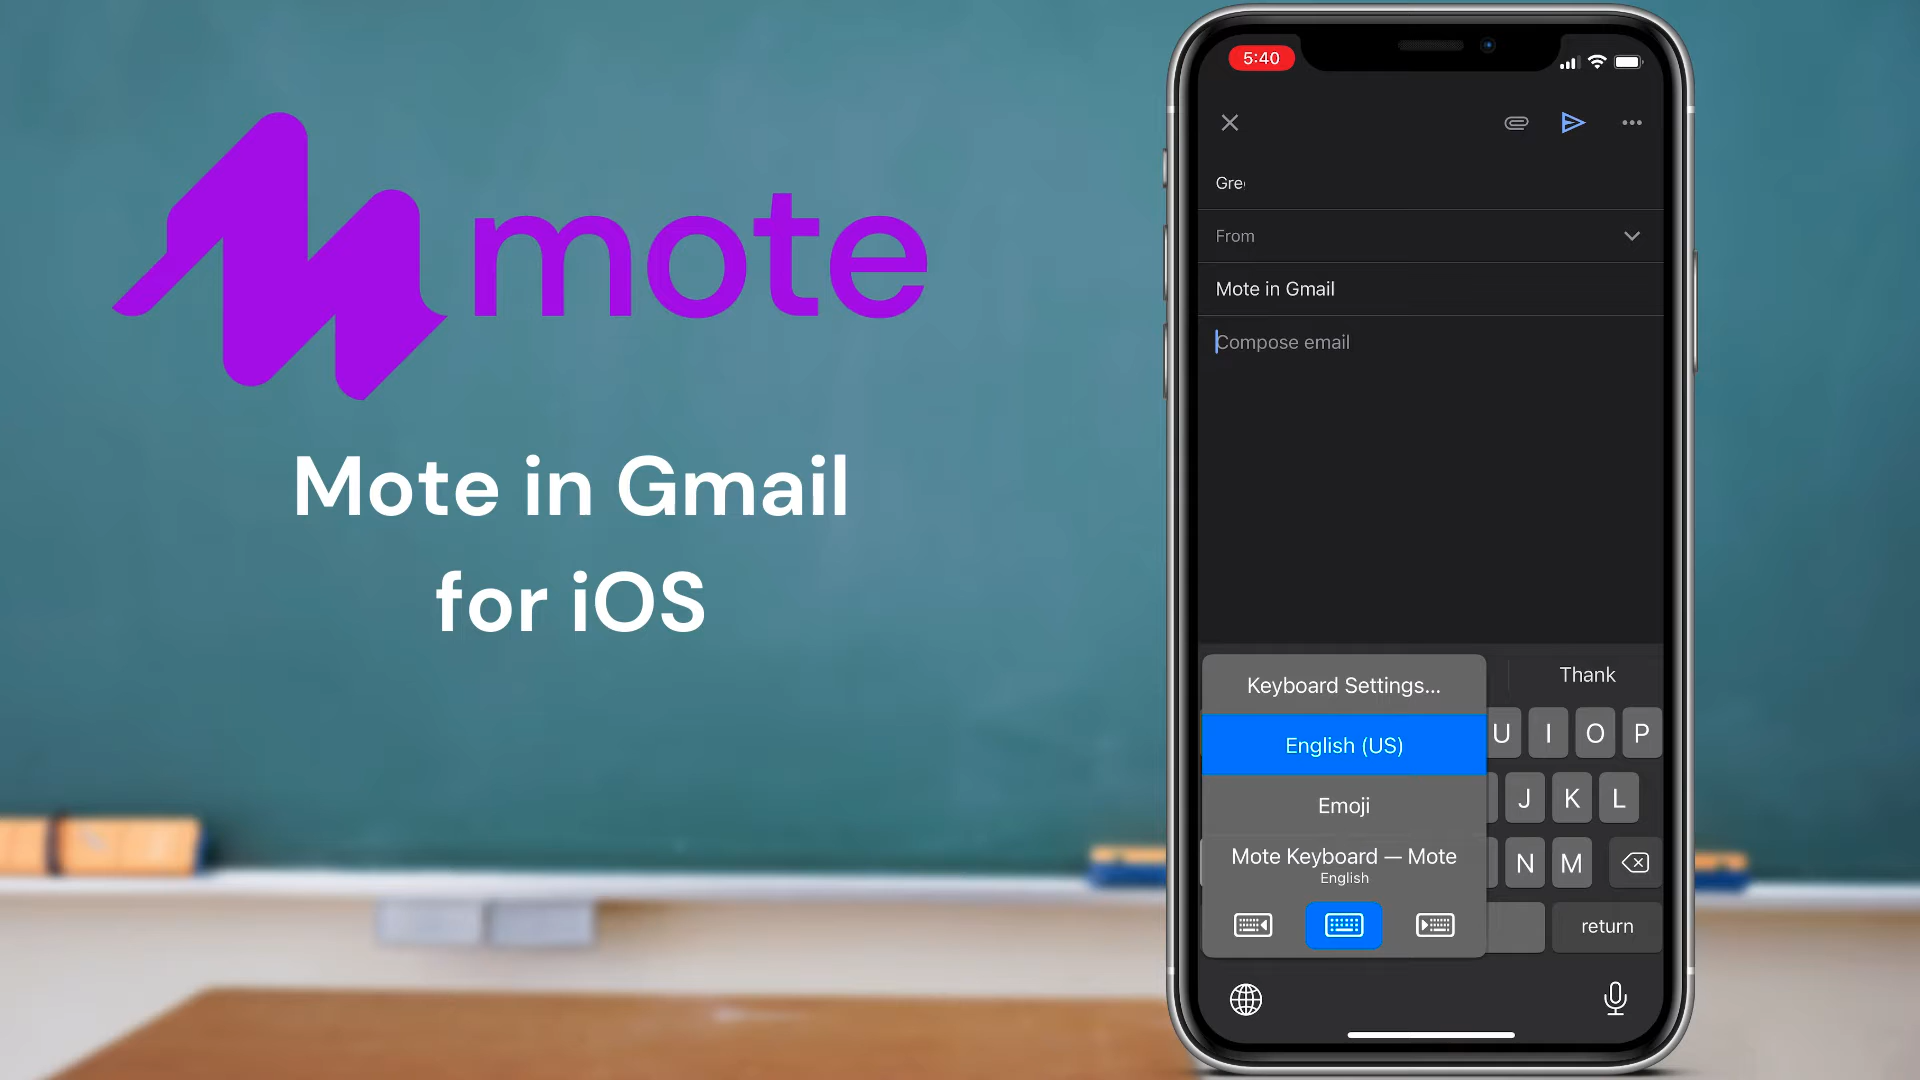 mote
Mote in Gmail
for iOS
5:40
Gre
From
Mote in Gmail
Compose email
Keyboard Settings...
Thank
English (US)
U I O P
Emoji
J K L
Mote Keyboard — Mote
English
N M
return